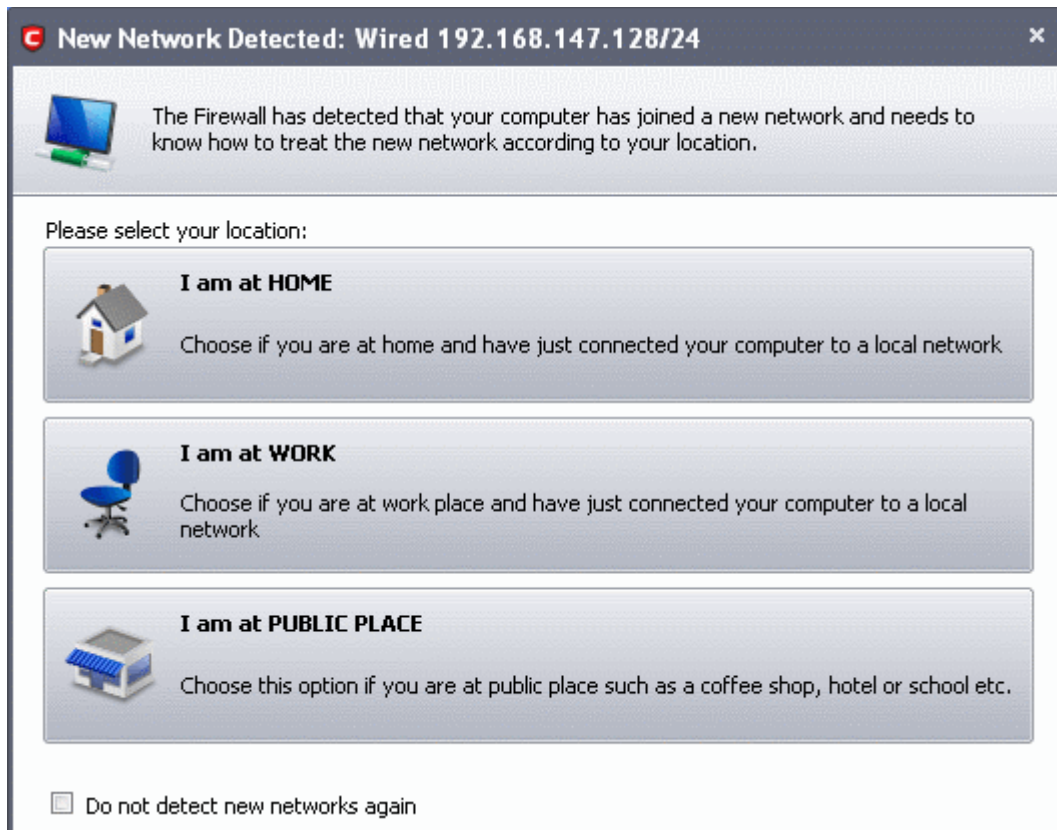 New Network Detected: Wired 192.168.147.128/24
The Firewall has detected that your computer has joined a new network and needs to
know how to treat the new network according to your location.
Please select your location:
I am at HOME
Choose if you are at home and have just connected your computer to a local network
I am at WORK
Choose if you are at work place and have just connected your computer to a local
network
I am at PUBLIC PLACE
Choose this option if you are at public place such as a coffee shop, hotel or school etc.
Do not detect new networks again